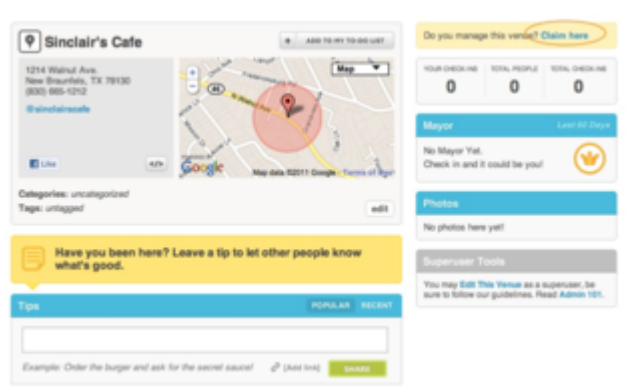 Sinclair's Cafe
+ ADD TO MY TO-DO LIST
1214 Walnut Ave.
New Braunfels, TX 78130
(830) 665-1212
@sinclairscafe
Like
</>
Map
46
N Walnut Ave
Google
Map data ©2011 Google - Terms of Use
Categories: uncategorized
Tags: untagged
edit
Have you been here? Leave a tip to let other people know
what's good.
Tips
POPULAR RECENT
Example: Order the burger and ask for the secret sauce!
[Add link]
SHARE
Do you manage this venue? Claim here
YOUR CHECK-INS TOTAL PEOPLE TOTAL CHECK-INS
0 0 0
Mayor Last 60 Days
No Mayor Yet.
Check in and it could be you!
Photos
No photos here yet!
Superuser Tools
You may Edit This Venue as a superuser, be
sure to follow our guidelines. Read Admin 101.